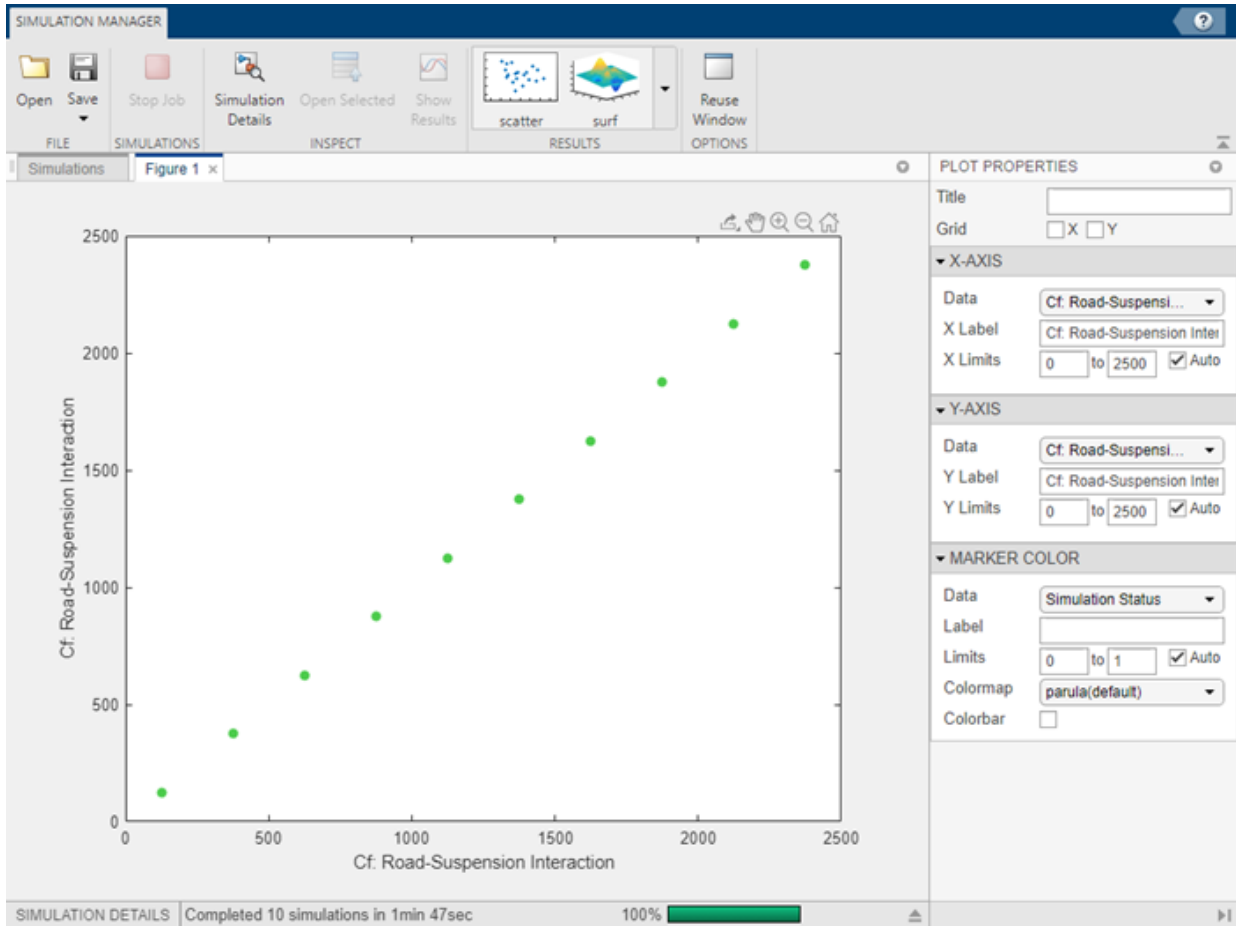 SIMULATION MANAGER
?
Open Save Stop Job Simulation Details Open Selected Show Results scatter surf Reuse Window
FILE SIMULATIONS INSPECT RESULTS OPTIONS
Simulations Figure 1 ×
2500
2000
1500
1000
500
0
Cf: Road-Suspension Interaction
0 500 1000 1500 2000 2500
Cf: Road-Suspension Interaction
PLOT PROPERTIES
Title
Grid X Y
X-AXIS
Data Cf: Road-Suspensi...
X Label Cf: Road-Suspension Inter
X Limits 0 to 2500 Auto
Y-AXIS
Data Cf: Road-Suspensi...
Y Label Cf: Road-Suspension Inter
Y Limits 0 to 2500 Auto
MARKER COLOR
Data Simulation Status
Label
Limits 0 to 1 Auto
Colormap parula(default)
Colorbar
SIMULATION DETAILS Completed 10 simulations in 1min 47sec 100%